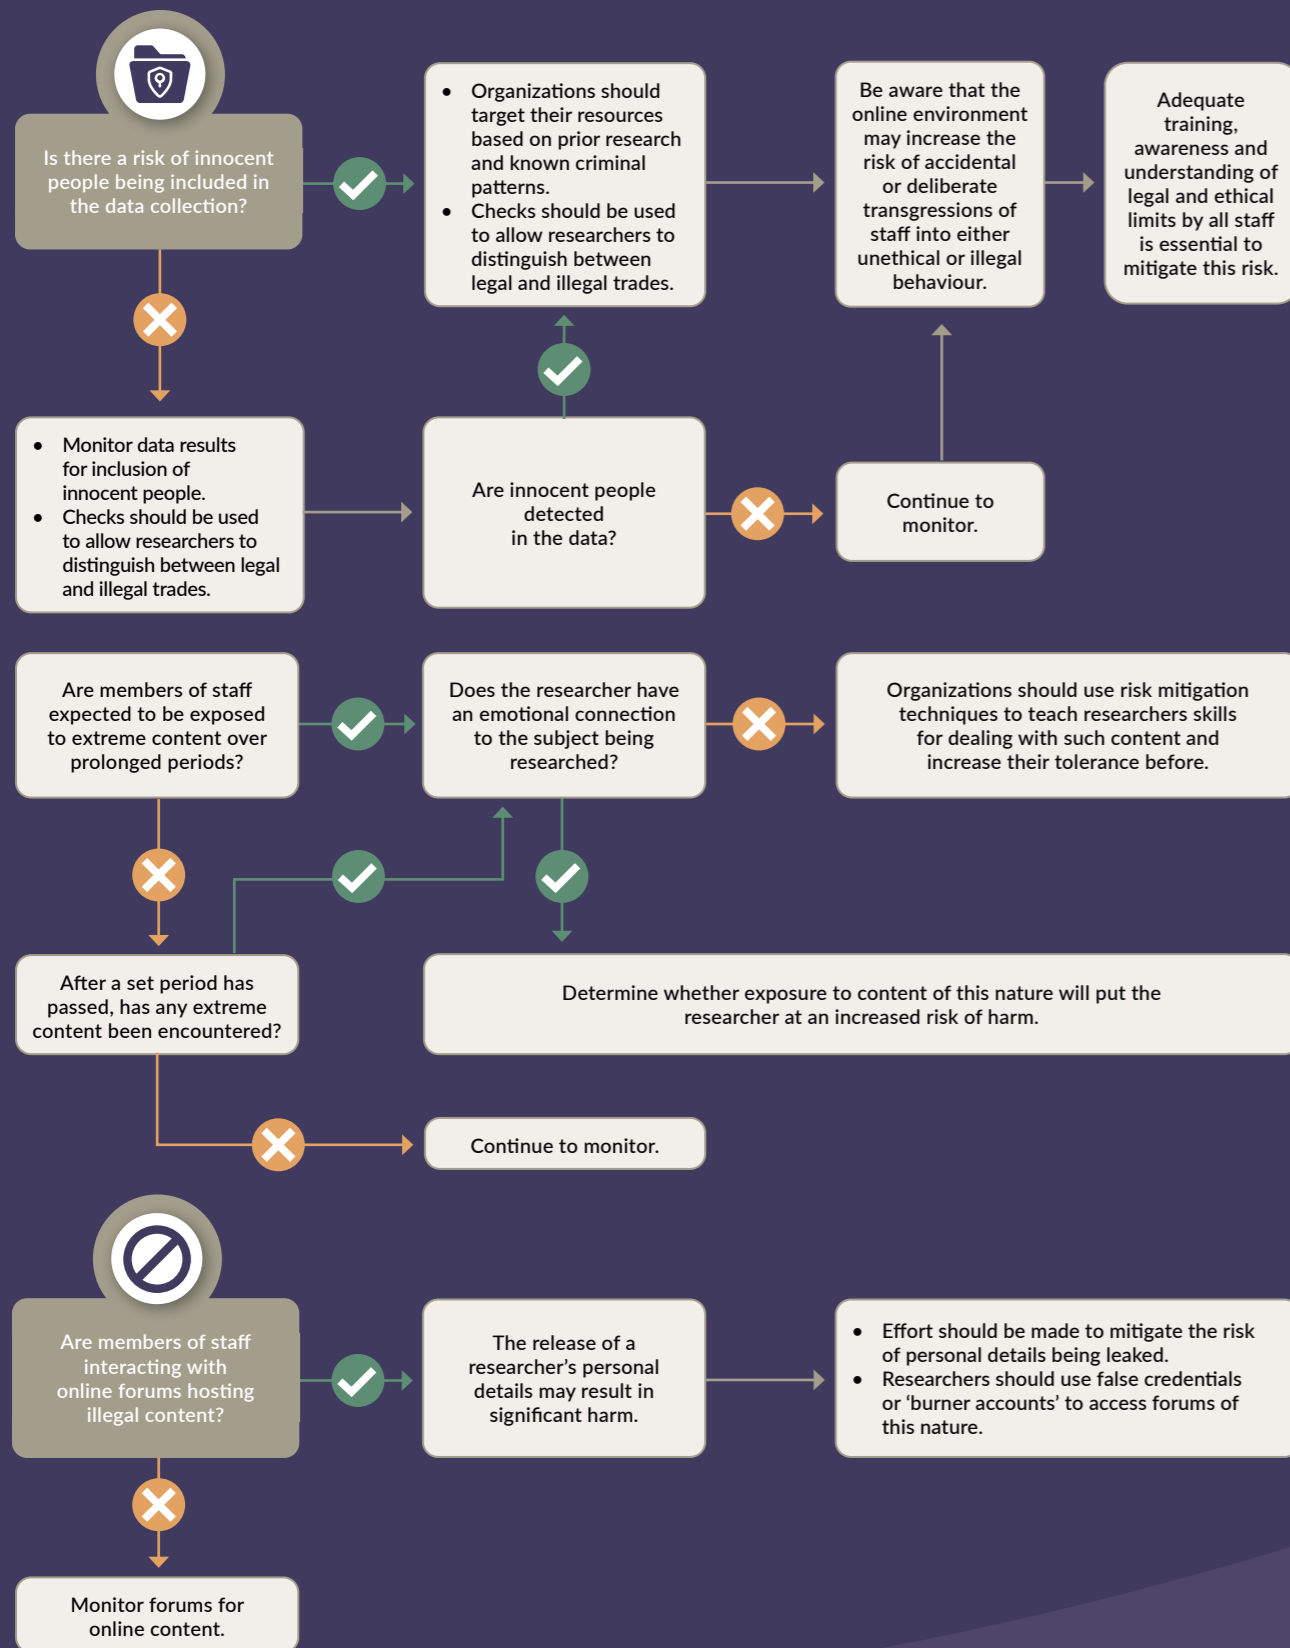 Is there a risk of innocent
people being included in
the data collection?
• Organizations should
target their resources
based on prior research
and known criminal
patterns.
• Checks should be used
to allow researchers to
distinguish between
legal and illegal trades.
Be aware that the
online environment
may increase the
risk of accidental
or deliberate
transgressions of
staff into either
unethical or illegal
behaviour.
Adequate
training,
awareness and
understanding of
legal and ethical
limits by all staff
is essential to
mitigate this risk.
• Monitor data results
for inclusion of
innocent people.
• Checks should be used
to allow researchers to
distinguish between legal
and illegal trades.
Are innocent people
detected
in the data?
Continue to
monitor.
Are members of staff
expected to be exposed
to extreme content over
prolonged periods?
Does the researcher have
an emotional connection
to the subject being
researched?
Organizations should use risk mitigation
techniques to teach researchers skills
for dealing with such content and
increase their tolerance before.
After a set period has
passed, has any extreme
content been encountered?
Determine whether exposure to content of this nature will put the
researcher at an increased risk of harm.
Continue to monitor.
Are members of staff
interacting with
online forums hosting
illegal content?
The release of a
researcher’s personal
details may result in
significant harm.
• Effort should be made to mitigate the risk
of personal details being leaked.
• Researchers should use false credentials
or ‘burner accounts’ to access forums of
this nature.
Monitor forums for
online content.